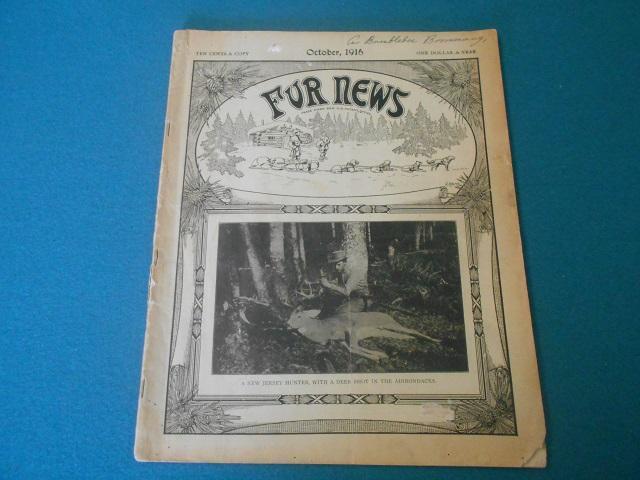 TEN CENTS A COPY
October, 1916
ONE DOLLAR A YEAR
FUR NEWS
A NEW JERSEY HUNTER, WITH A DEER SHOT IN THE ADIRONDACKS.